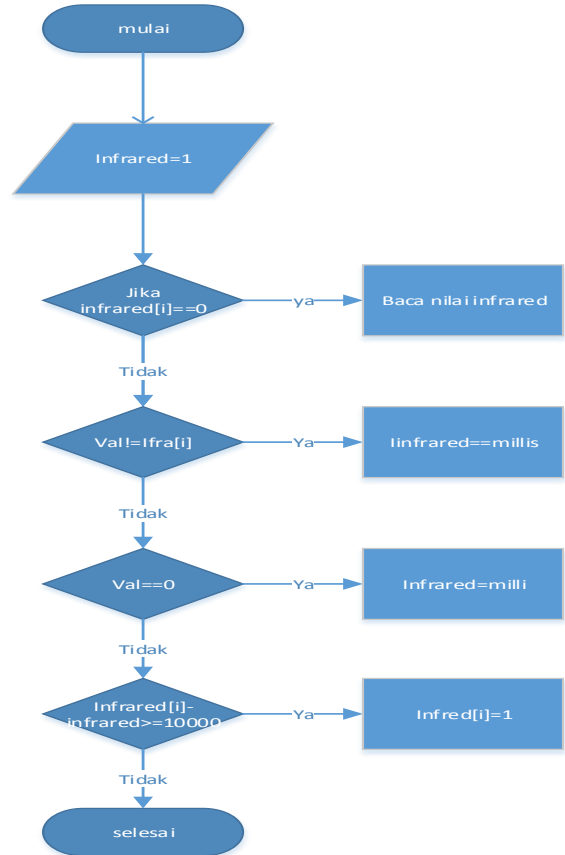 mulai
Infrared=1
Jika
infrared[i]==0
ya
Baca nilai infrared
Tidak
Val!=Ifra[i]
Ya
Iinfrared==millis
Tidak
Val==0
Ya
Infrared=milli
Tidak
Infrared[i]-
infrared>=10000
Ya
Infred[i]=1
Tidak
selesai